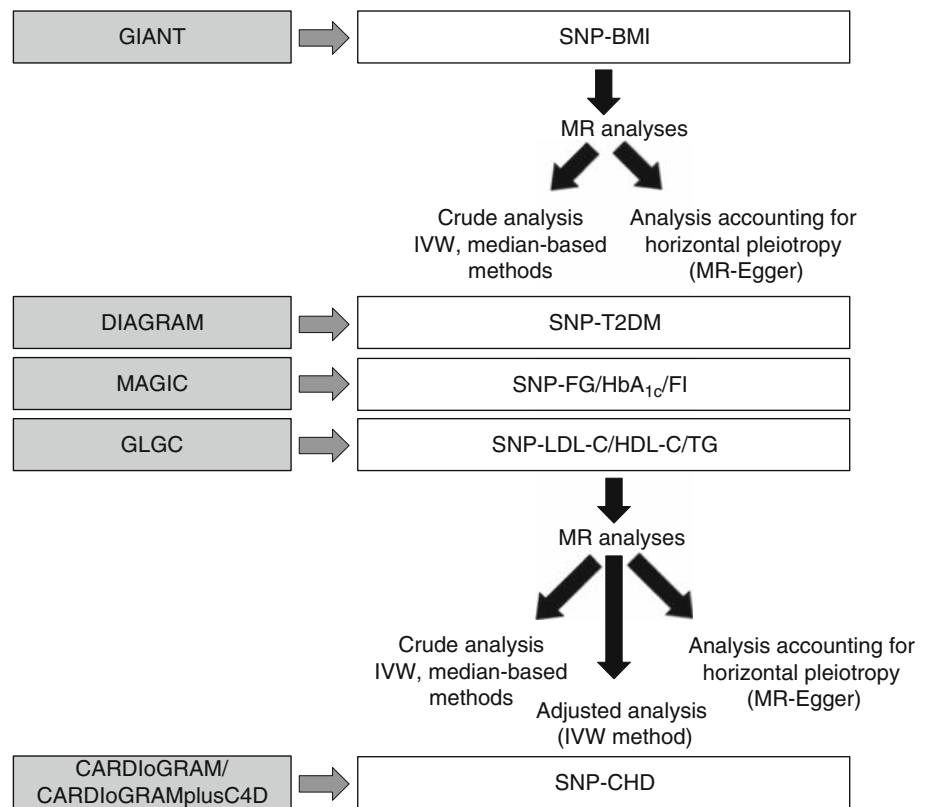 GIANT
SNP-BMI
MR analyses
Crude analysis
IVW, median-based
methods
Analysis accounting for
horizontal pleiotropy
(MR-Egger)
DIAGRAM
SNP-T2DM
MAGIC
SNP-FG/HbA1c/FI
GLGC
SNP-LDL-C/HDL-C/TG
MR analyses
Crude analysis
IVW, median-based
methods
Adjusted analysis
(IVW method)
Analysis accounting for
horizontal pleiotropy
(MR-Egger)
CARDIoGRAM/
CARDIoGRAMplusC4D
SNP-CHD